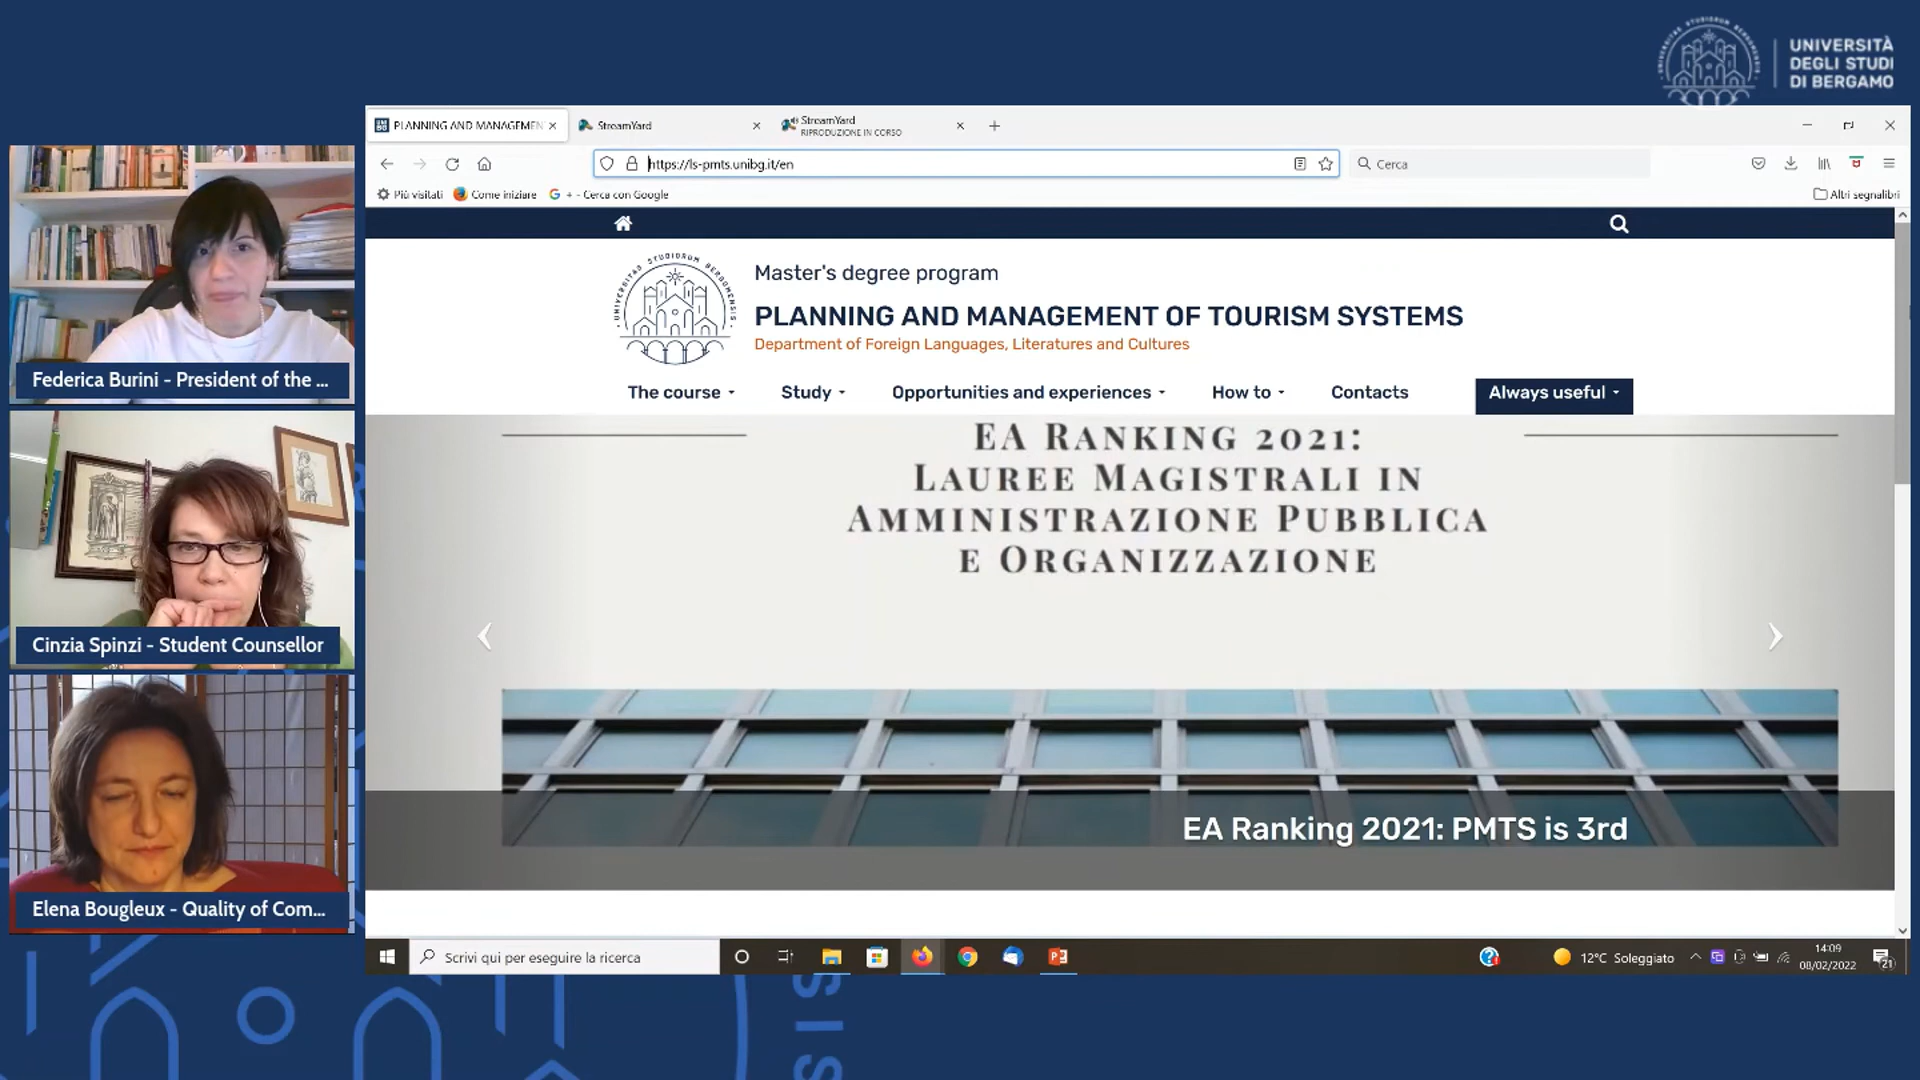 UNIVERSITÀ
DEGLI STUDI
DI BERGAMO
PLANNING AND MANAGEMEN
StreamYard
StreamYard
RIPRODUZIONE IN CORSO
https://ls-pmts.unibg.it/en
Cerca
Più visitati
Come iniziare
+ - Cerca con Google
Altri segnalibri
Master's degree program
PLANNING AND MANAGEMENT OF TOURISM SYSTEMS
Department of Foreign Languages, Literatures and Cultures
The course
Study
Opportunities and experiences
How to
Contacts
Always useful
EA RANKING 2021:
LAUREE MAGISTRALI IN
AMMINISTRAZIONE PUBBLICA
E ORGANIZZAZIONE
EA Ranking 2021: PMTS is 3rd
Federica Burini - President of the ...
Cinzia Spinzi - Student Counsellor
Elena Bougleux - Quality of Com...
Scrivi qui per eseguire la ricerca
12°C Soleggiato
14:09
08/02/2022
21
SIS